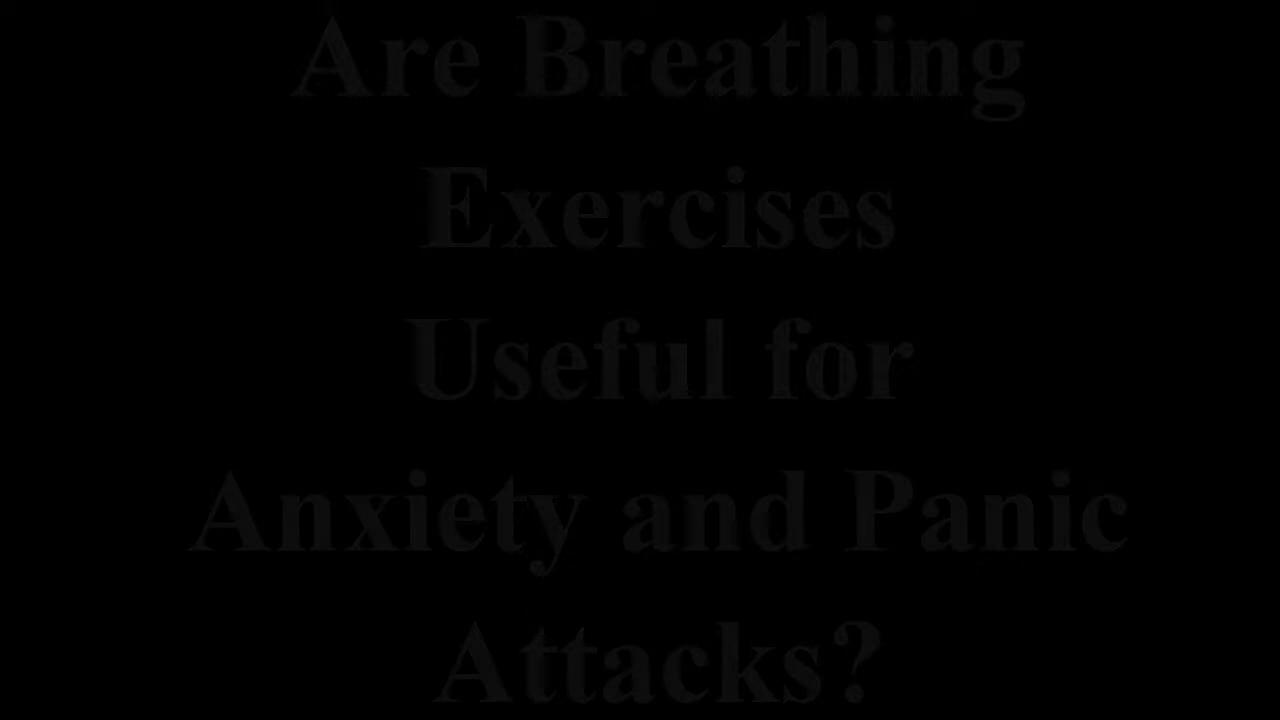 Are Breathing
Exercises
Useful for
Anxiety and Panic
Attacks?